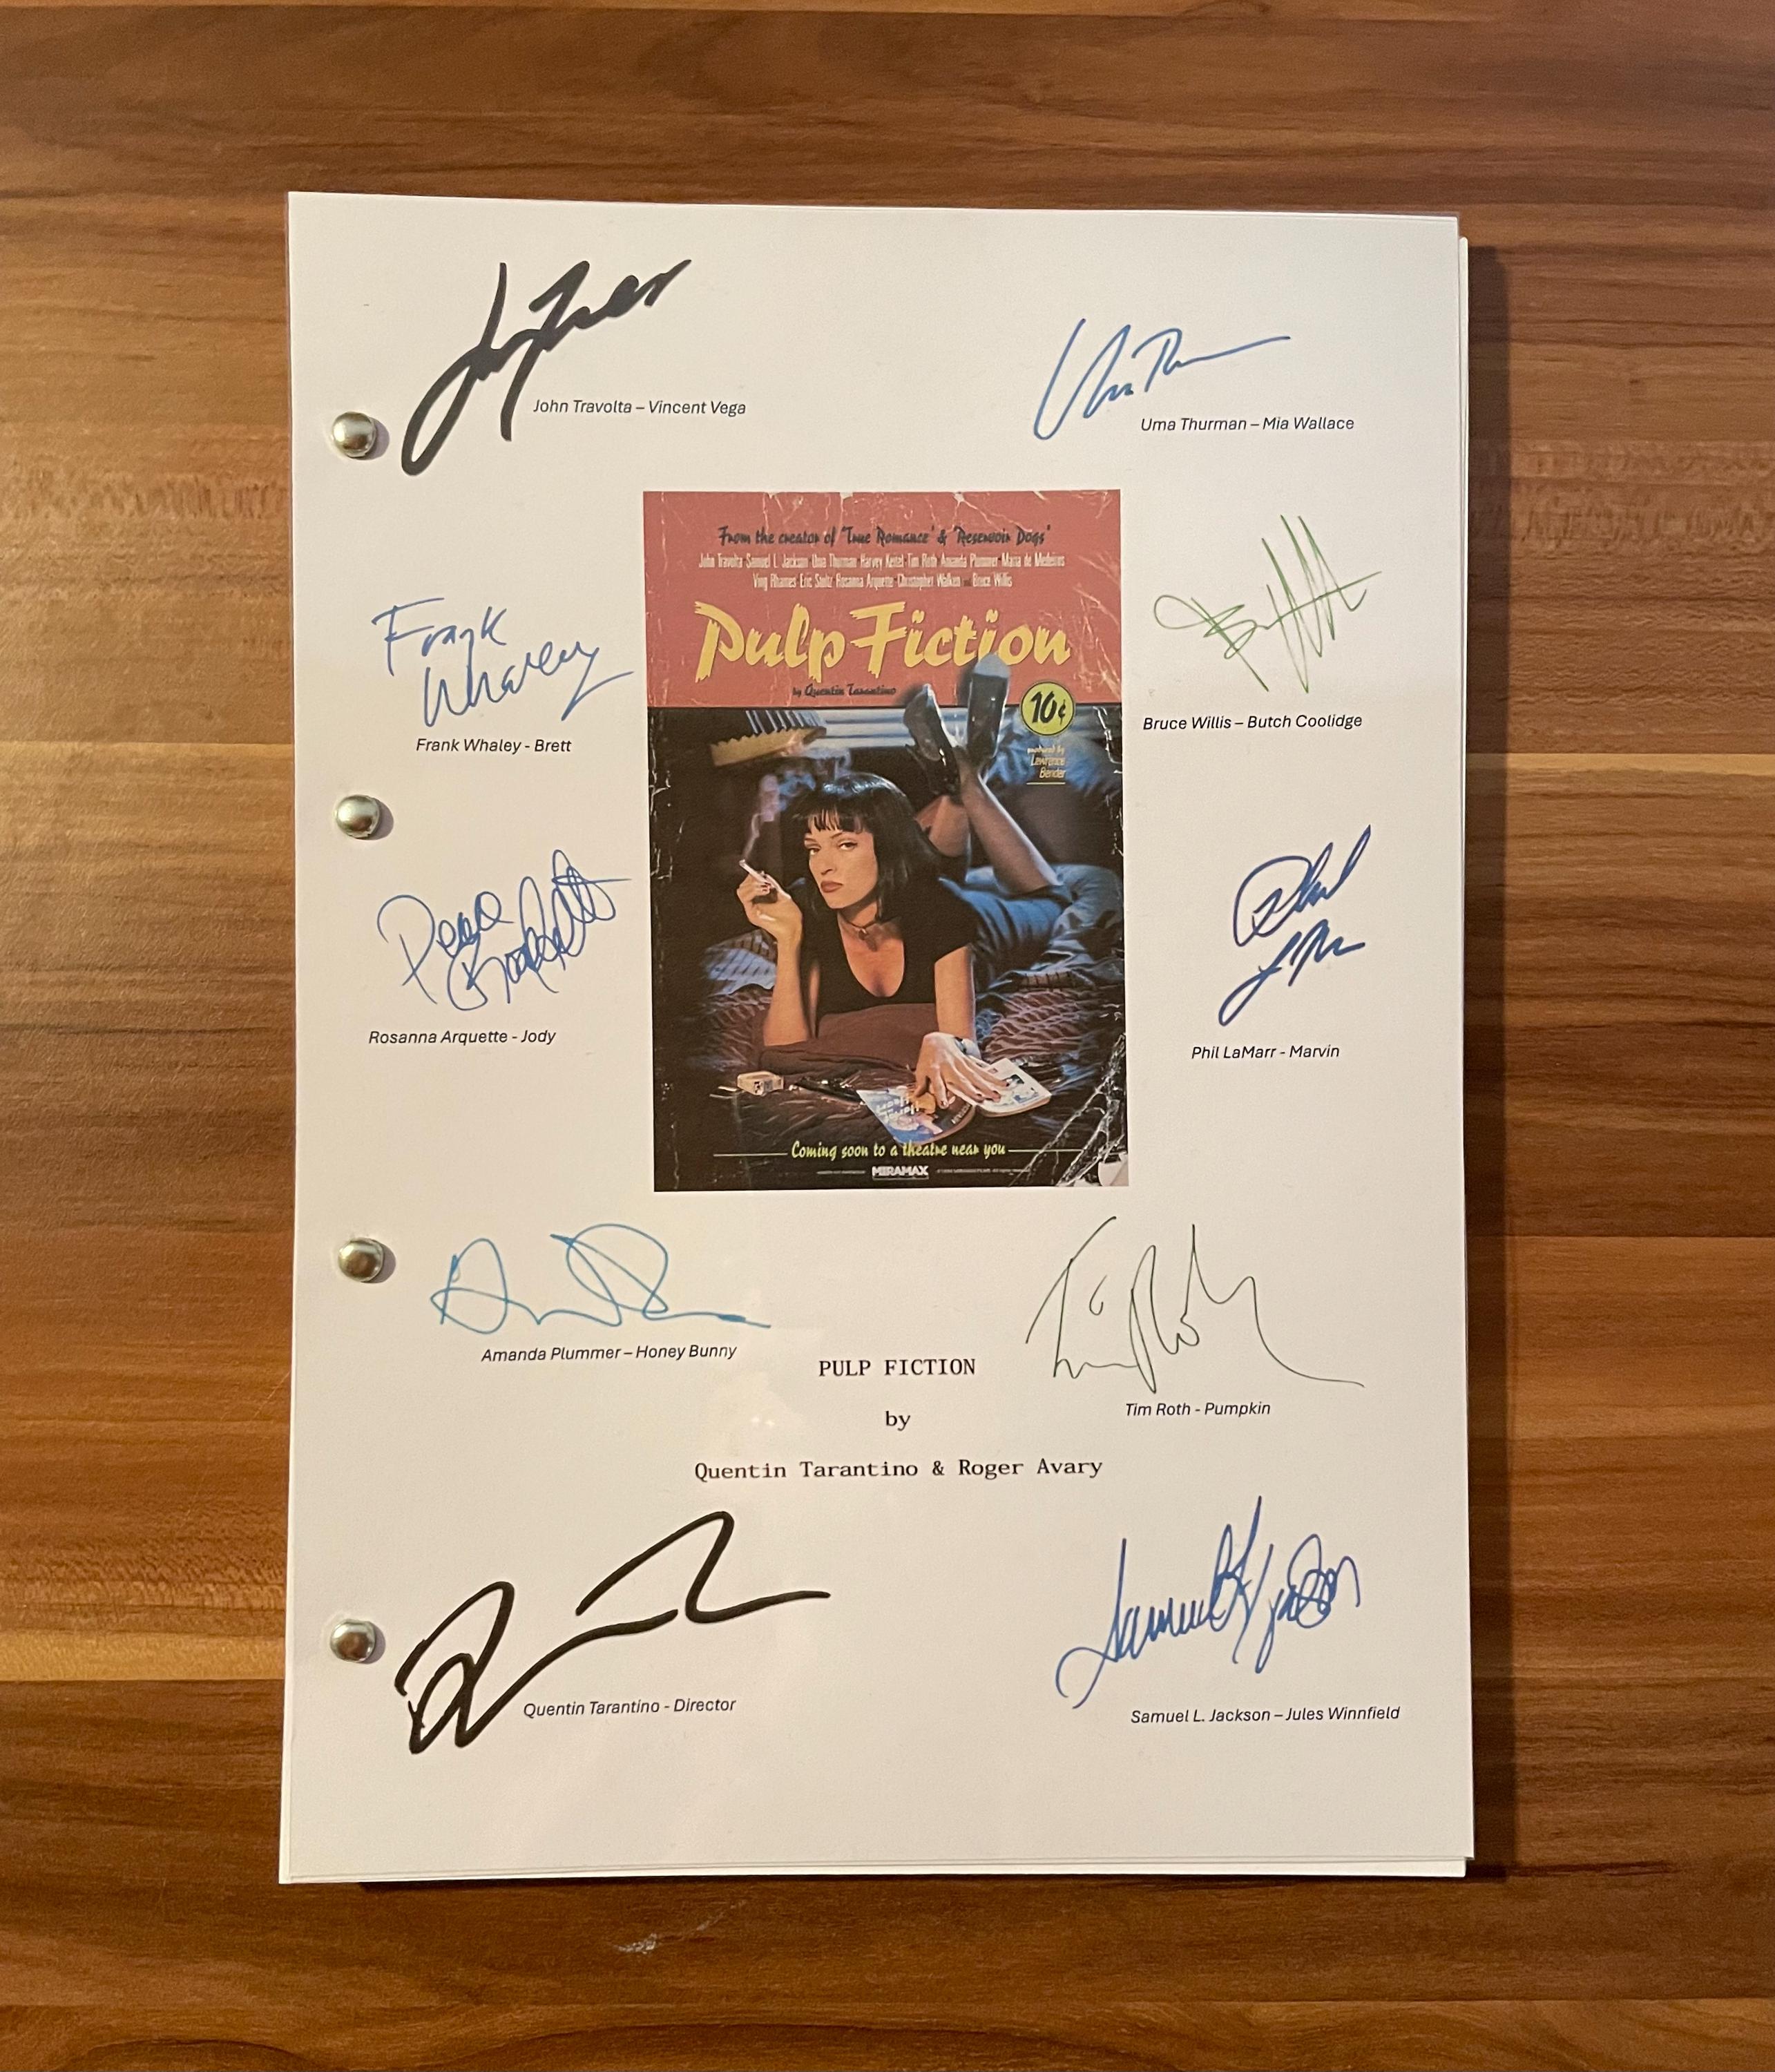 John Travolta – Vincent Vega
Uma Thurman – Mia Wallace
From the creator of 'True Romance' & 'Reservoir Dogs'
John Travolta Samuel L. Jackson Uma Thurman Harvey Keitel Tim Roth Amanda Plummer Maria de Medeiros
Ving Rhames Eric Stoltz Rosanna Arquette Christopher Walken Bruce Willis
Pulp Fiction
by Quentin Tarantino
10¢
produced by
Lawrence
Bender
Frank
Whaley
Frank Whaley - Brett
Bruce Willis – Butch Coolidge
Rosanna Arquette - Jody
Phil LaMarr - Marvin
Coming soon to a theatre near you
MIRAMAX
Amanda Plummer – Honey Bunny
Tim Roth - Pumpkin
PULP FICTION
by
Quentin Tarantino & Roger Avary
Quentin Tarantino - Director
Samuel L. Jackson – Jules Winnfield